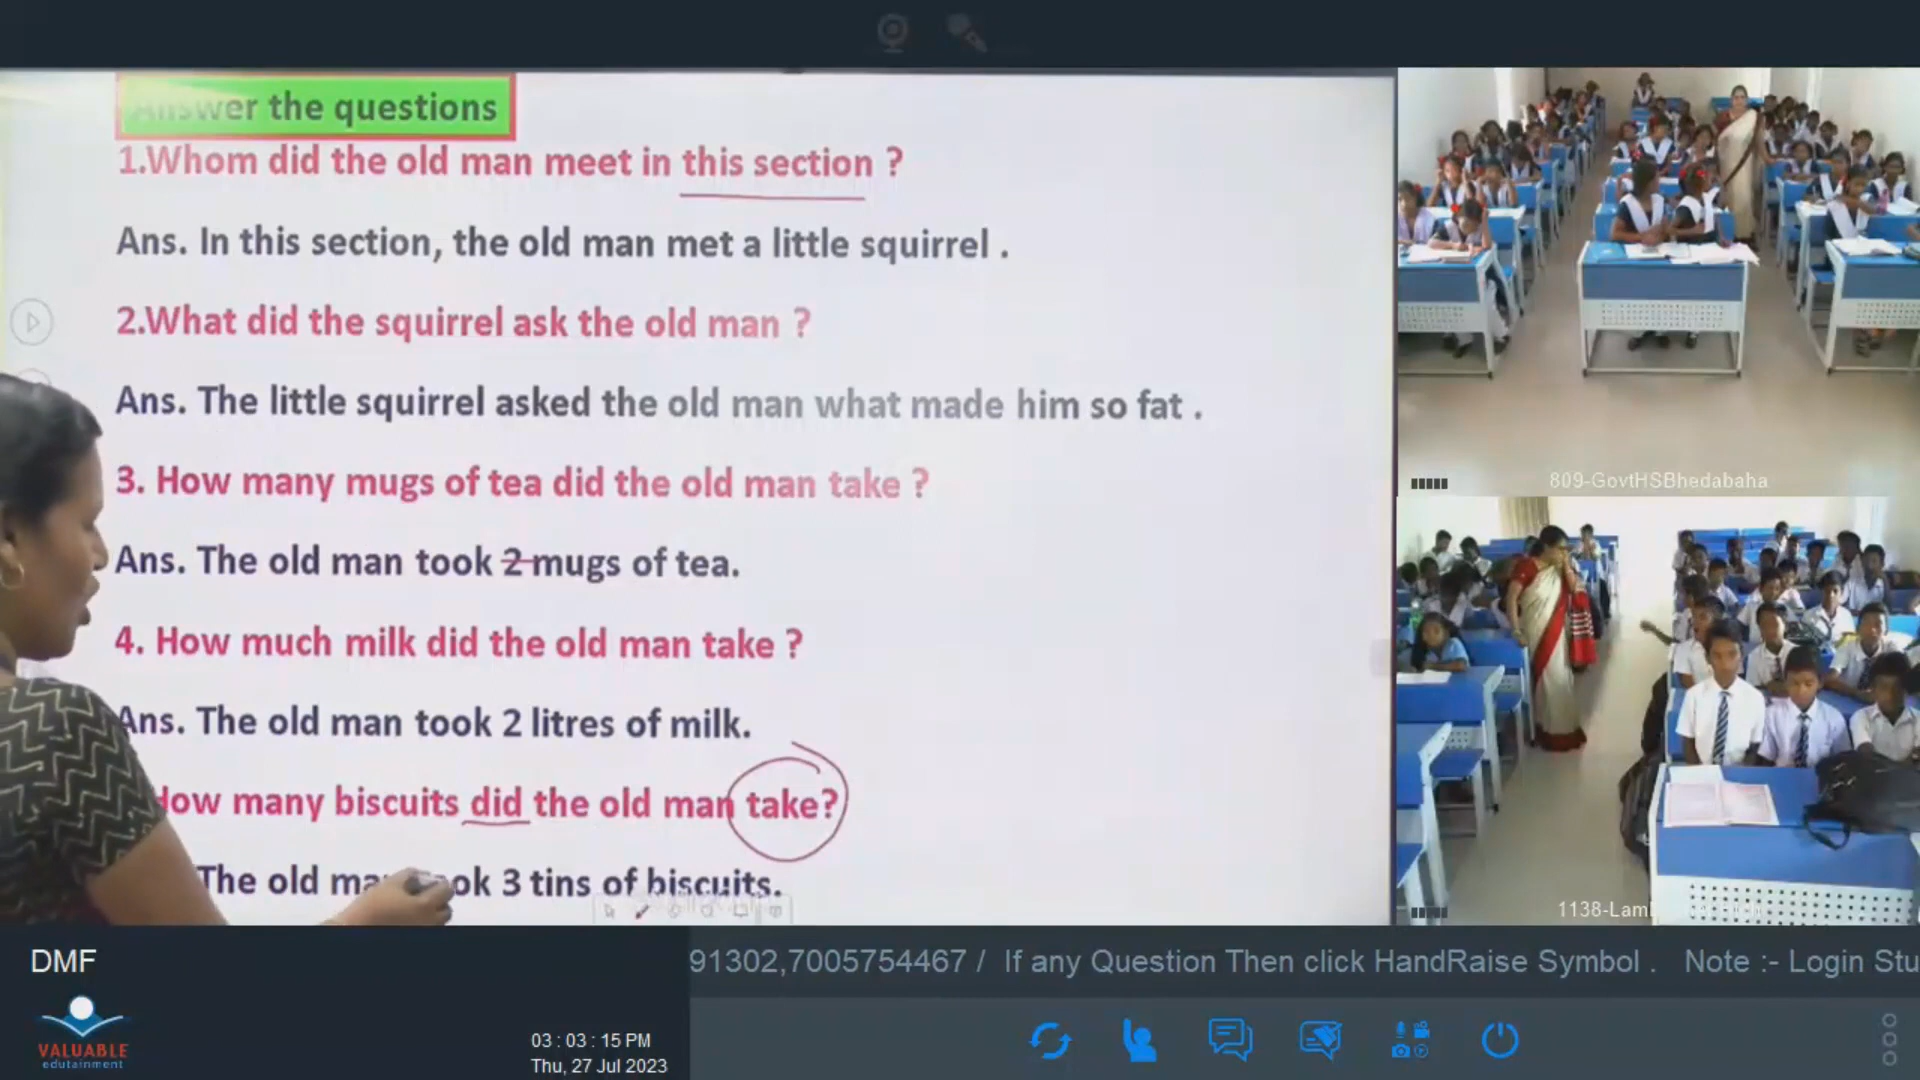 Answer the questions
1.Whom did the old man meet in this section ?
Ans. In this section, the old man met a little squirrel .
2.What did the squirrel ask the old man ?
Ans. The little squirrel asked the old man what made him so fat .
3. How many mugs of tea did the old man take ?
Ans. The old man took 2 mugs of tea.
4. How much milk did the old man take ?
Ans. The old man took 2 litres of milk.
How many biscuits did the old man take?
The old man took 3 tins of biscuits.
809-GovtHSBhedabaha
DMF
91302,7005754467 / If any Question Then click HandRaise Symbol . Note :- Login Stu
VALUABLE
edutainment
03 : 03 : 15 PM
Thu, 27 Jul 2023